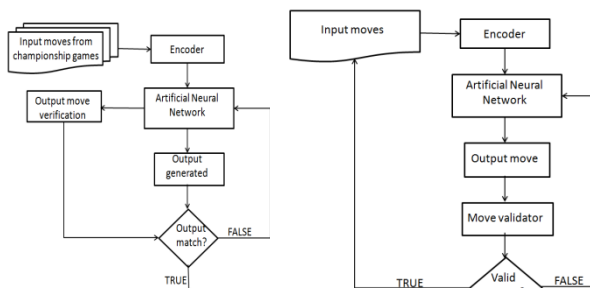 Input moves from
championship games
Encoder
Output move
verification
Artificial Neural
Network
Output
generated
Output
match?
FALSE
TRUE
Input moves
Encoder
Artificial Neural
Network
Output move
Move validator
Valid
TRUE
FALSE